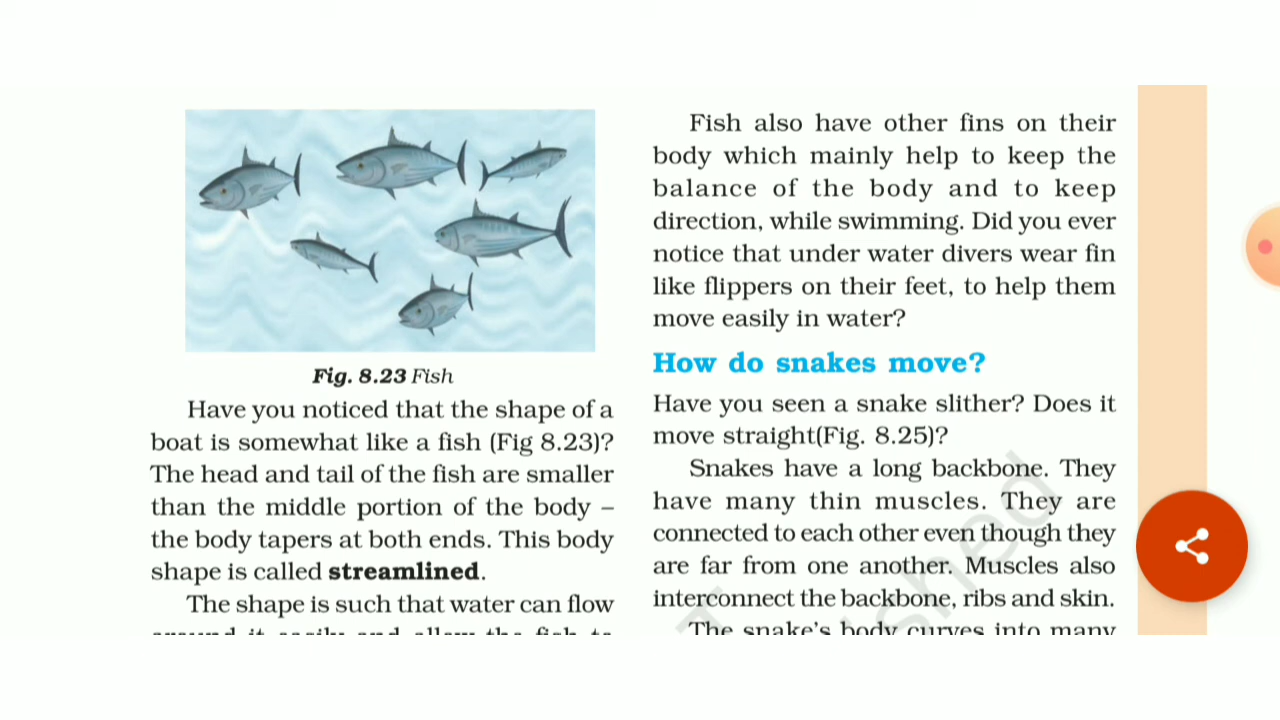 Fig. 8.23 Fish
Have you noticed that the shape of a
boat is somewhat like a fish (Fig 8.23)?
The head and tail of the fish are smaller
than the middle portion of the body –
the body tapers at both ends. This body
shape is called streamlined.
The shape is such that water can flow
around it easily and allow the fish to
Fish also have other fins on their
body which mainly help to keep the
balance of the body and to keep
direction, while swimming. Did you ever
notice that under water divers wear fin
like flippers on their feet, to help them
move easily in water?
How do snakes move?
Have you seen a snake slither? Does it
move straight(Fig. 8.25)?
Snakes have a long backbone. They
have many thin muscles. They are
connected to each other even though they
are far from one another. Muscles also
interconnect the backbone, ribs and skin.
The snake's body curves into many